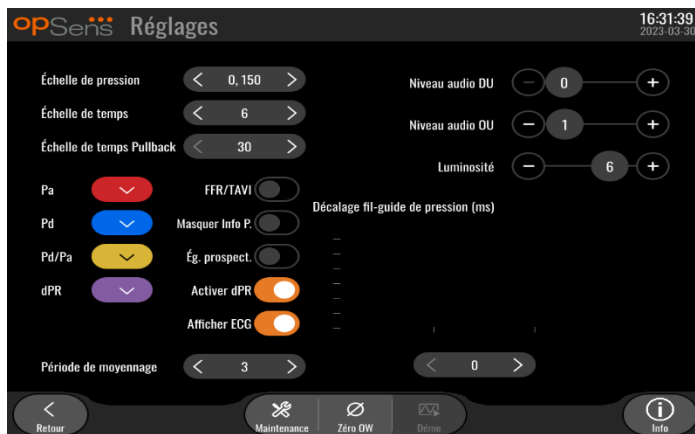 opSens Réglages
16:31:39
2023-03-30
Échelle de pression 0, 150
Niveau audio DU 0
Échelle de temps 6
Niveau audio OU 1
Échelle de temps Pullback 30
Luminosité 6
Pa FFR/TAVI
Décalage fil-guide de pression (ms)
Pd Masquer Info P.
Pd/Pa Ég. prospect.
dPR Activer dPR
Afficher ECG
Période de moyennage 3
0
Retour Maintenance Zéro OW Démo Info